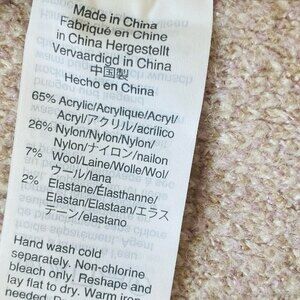 Made in China
Fabriqué en Chine
in China Hergestellt
Vervaardigd in China
中国製
Hecho en China
65% Acrylic/Acrylique/Acryl/
Acryl/アクリル/acrílico
26% Nylon/Nylon/Nylon/
Nylon/ナイロン/nailon
7% Wool/Laine/Wolle/Wol/
ウール/lana
2% Elastane/Élasthanne/
Elastan/Elastaan/エラス
テーン/elastano
Hand wash cold
separately. Non-chlorine
bleach only. Reshape and
lay flat to dry. Warm iron